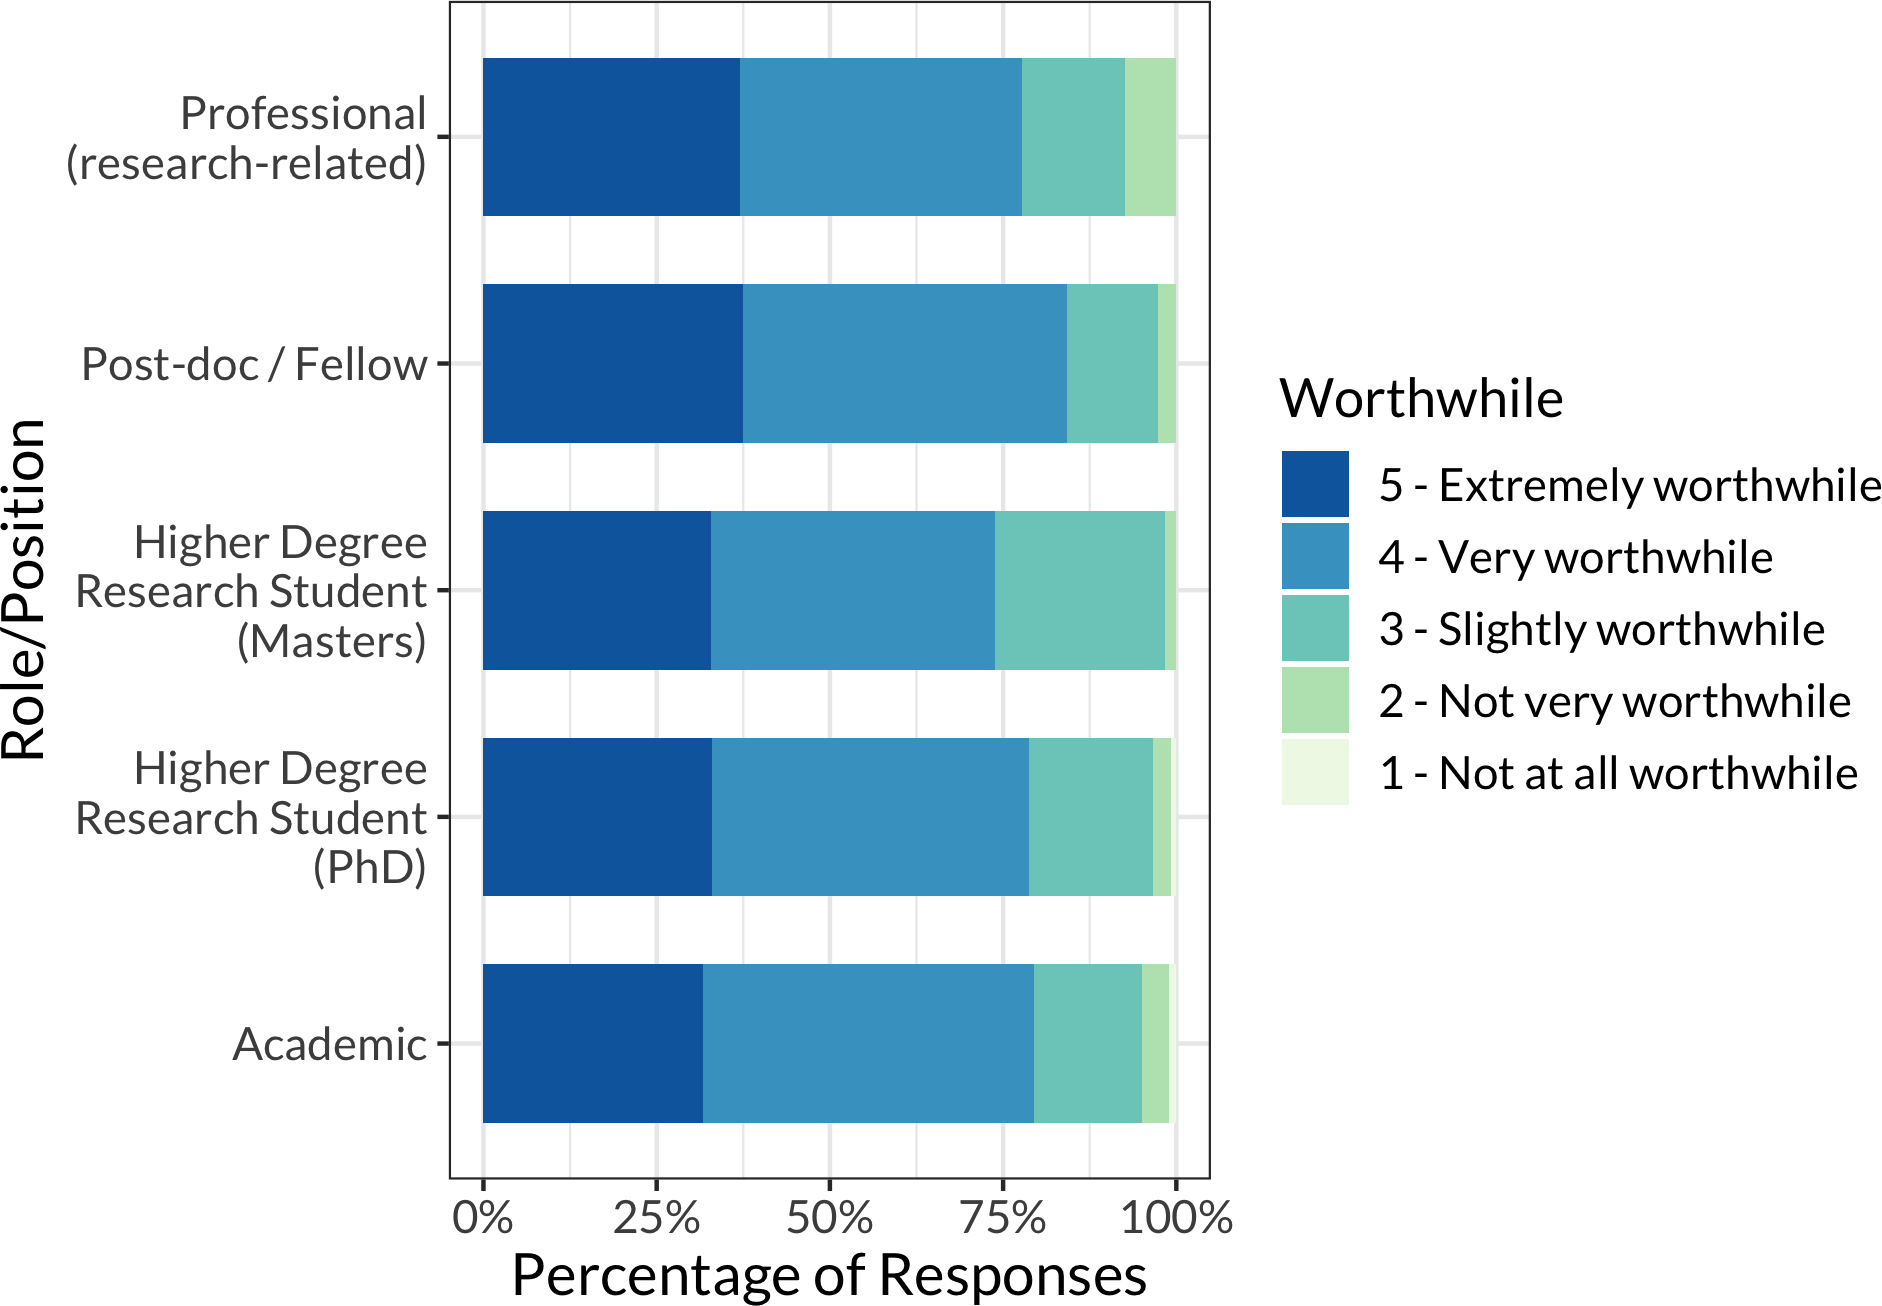 Professional
(research-related)
Post-doc / Fellow
Higher Degree
Research Student
(Masters)
Higher Degree
Research Student
(PhD)
Academic
Role/Position
0% 25% 50% 75% 100%
Percentage of Responses
Worthwhile
5 - Extremely worthwhile
4 - Very worthwhile
3 - Slightly worthwhile
2 - Not very worthwhile
1 - Not at all worthwhile